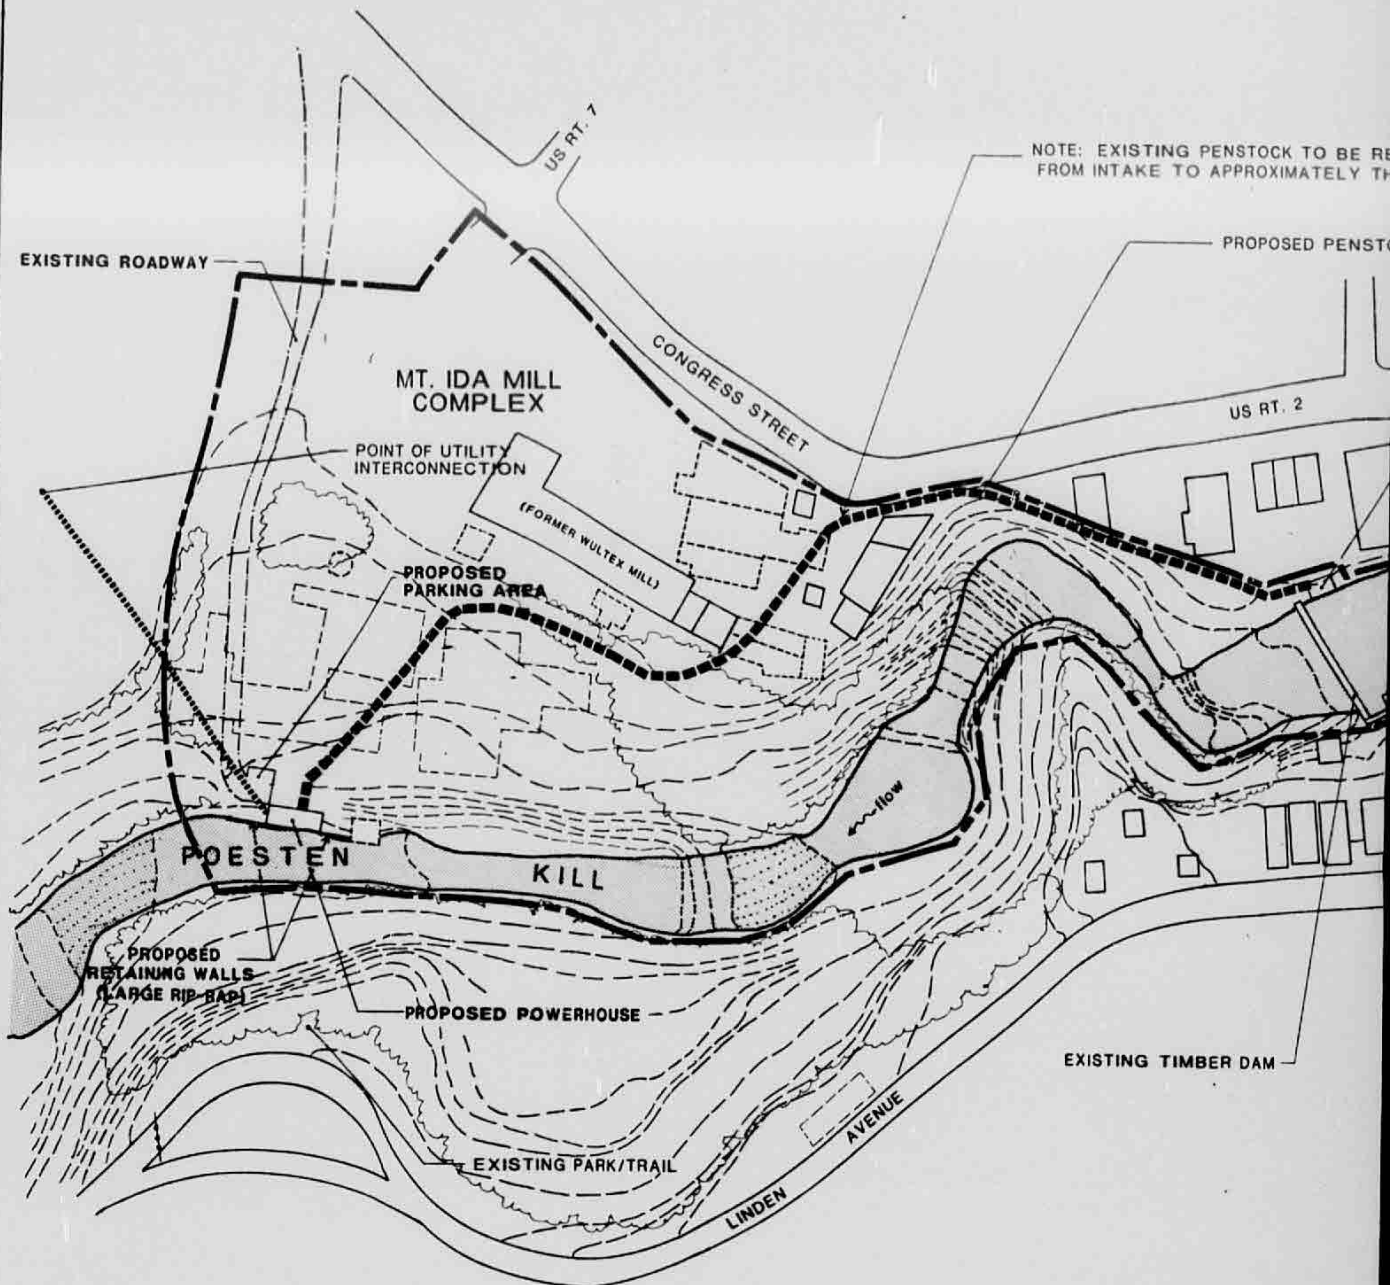 US RT. 7
NOTE: EXISTING PENSTOCK TO BE RE
FROM INTAKE TO APPROXIMATELY TH
PROPOSED PENSTO
EXISTING ROADWAY
CONGRESS STREET
US RT. 2
MT. IDA MILL
COMPLEX
POINT OF UTILITY
INTERCONNECTION
(FORMER WULTEX MILL)
PROPOSED
PARKING AREA
flow
POESTEN KILL
PROPOSED
RETAINING WALLS
(LARGE RIP-RAP)
PROPOSED POWERHOUSE
EXISTING TIMBER DAM
EXISTING PARK/TRAIL
LINDEN AVENUE